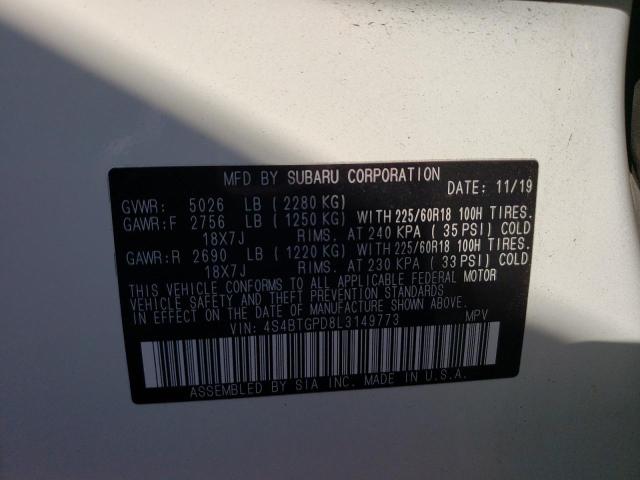 MFD BY SUBARU CORPORATION
DATE: 11/19
GVWR: 5026 LB (2280 KG)
GAWR:F 2756 LB (1250 KG) WITH 225/60R18 100H TIRES.
18X7J RIMS. AT 240 KPA (35 PSI) COLD
GAWR:R 2690 LB (1220 KG) WITH 225/60R18 100H TIRES.
18X7J RIMS. AT 230 KPA (33 PSI) COLD
THIS VEHICLE CONFORMS TO ALL APPLICABLE FEDERAL MOTOR
VEHICLE SAFETY AND THEFT PREVENTION STANDARDS
IN EFFECT ON THE DATE OF MANUFACTURE SHOWN ABOVE.
VIN: 4S4BTGPD8L3149773 MPV
ASSEMBLED BY SIA INC. MADE IN U.S.A.